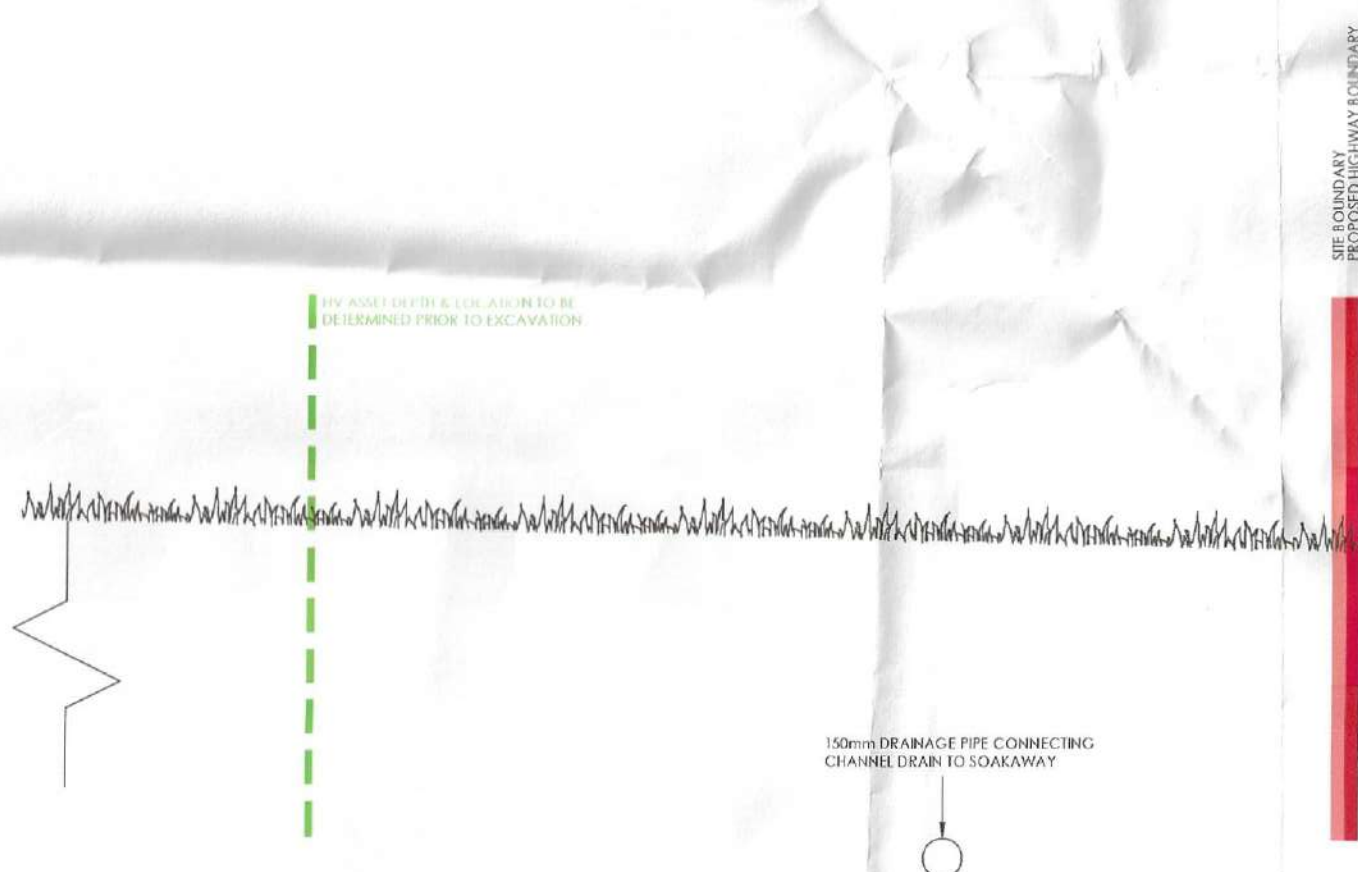 SITE BOUNDARY
PROPOSED HIGHWAY BOUNDARY
HV ASSET DEPTH & LOCATION TO BE
DETERMINED PRIOR TO EXCAVATION
150mm DRAINAGE PIPE CONNECTING
CHANNEL DRAIN TO SOAKAWAY